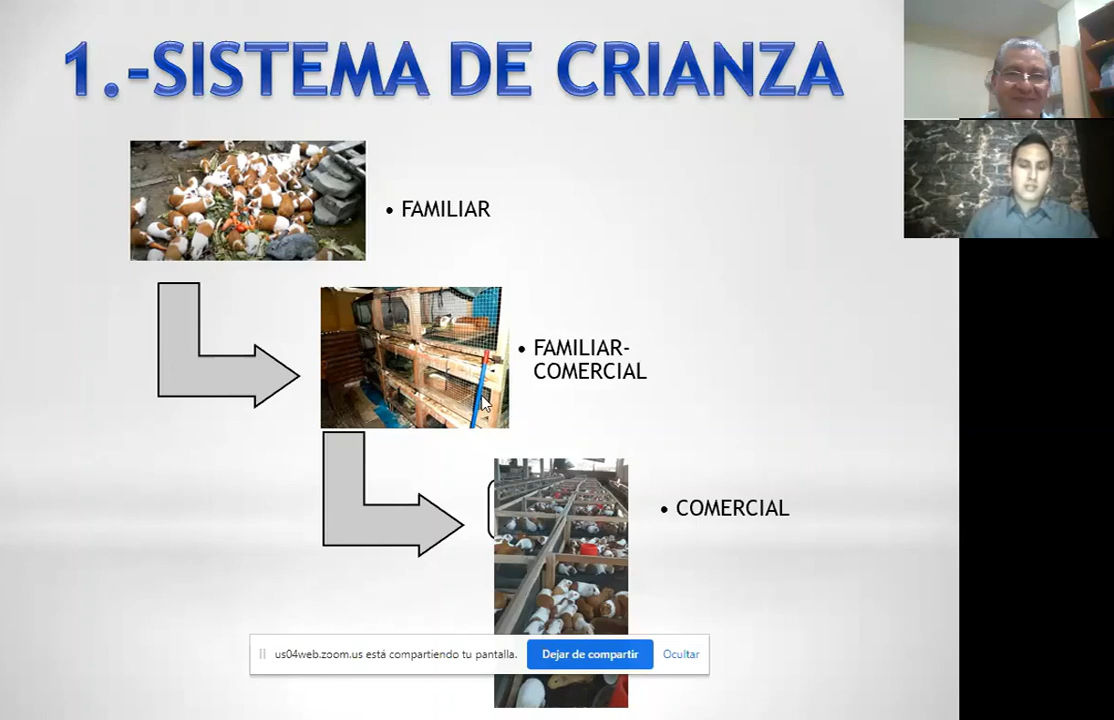 1.-SISTEMA DE CRIANZA
• FAMILIAR
• FAMILIAR-
COMERCIAL
• COMERCIAL
us04web.zoom.us está compartiendo tu pantalla.
Dejar de compartir
Ocultar